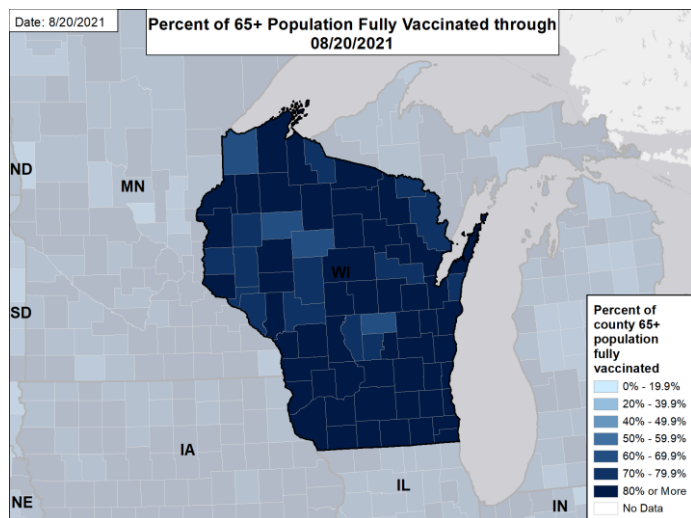 Date: 8/20/2021
Percent of 65+ Population Fully Vaccinated through
08/20/2021
ND
MN
WI
SD
IA
NE
IL
IN
Percent of
county 65+
population
fully
vaccinated
0% - 19.9%
20% - 39.9%
40% - 49.9%
50% - 59.9%
60% - 69.9%
70% - 79.9%
80% or More
No Data